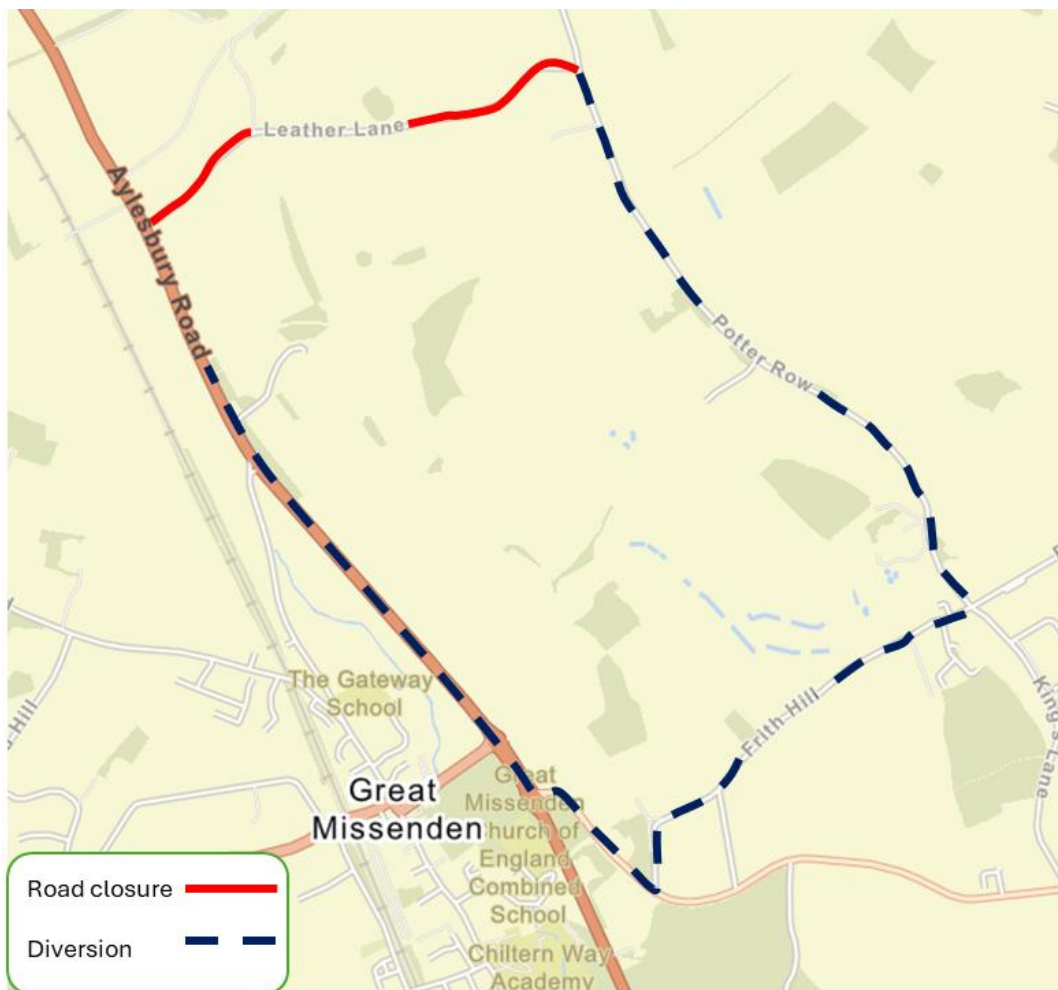 Leather Lane
Aylesbury Road
Potter Row
The Gateway
School
Great
Missenden
Great
Missenden
Church of
England
Combined
School
Frith Hill
King's Lane
Hill
Chiltern Way
Academy
Road closure
Diversion